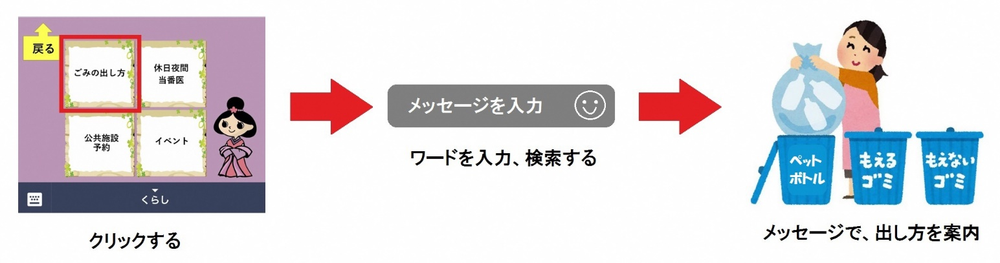 戻る
ごみの出し方
休日夜間
当番医
公共施設
予約
イベント
くらし
クリックする
メッセージを入力
ワードを入力、検索する
ペット
ボトル
もえる
ゴミ
もえない
ゴミ
メッセージで、出し方を案内